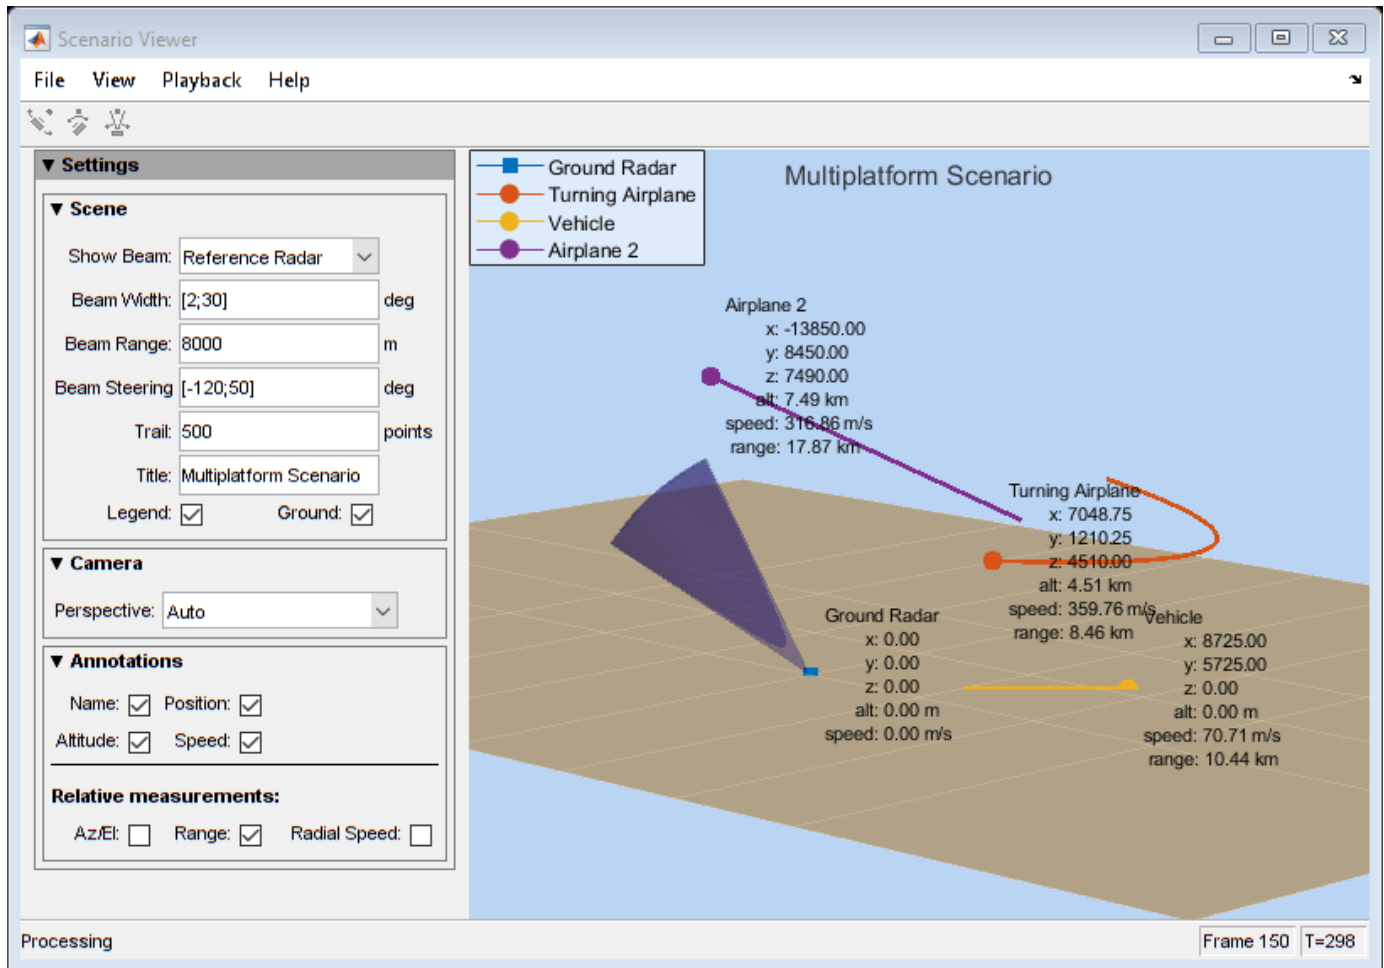 Scenario Viewer
File View Playback Help
▼ Settings
▼ Scene
Show Beam: Reference Radar
Beam Width: [2;30] deg
Beam Range: 8000 m
Beam Steering [-120;50] deg
Trail: 500 points
Title: Multiplatform Scenario
Legend: Ground:
▼ Camera
Perspective: Auto
▼ Annotations
Name: Position:
Altitude: Speed:
Relative measurements:
Az/El: Range: Radial Speed:
Ground Radar
Turning Airplane
Vehicle
Airplane 2
Multiplatform Scenario
Airplane 2
x: -13850.00
y: 8450.00
z: 7490.00
alt: 7.49 km
speed: 316.86 m/s
range: 17.87 km
Turning Airplane
x: 7048.75
y: 1210.25
z: 4510.00
alt: 4.51 km
speed: 359.76 m/s
range: 8.46 km
Ground Radar
x: 0.00
y: 0.00
z: 0.00
alt: 0.00 m
speed: 0.00 m/s
Vehicle
x: 8725.00
y: 5725.00
z: 0.00
alt: 0.00 m
speed: 70.71 m/s
range: 10.44 km
Processing
Frame 150 T=298